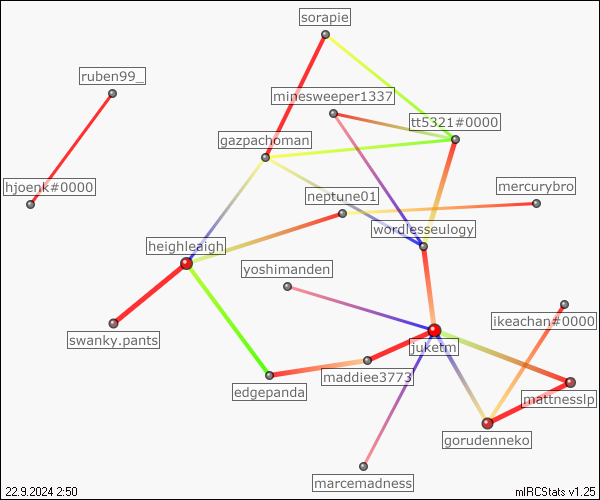 sorapie
ruben99_
minesweeper1337
tt5321#0000
gazpachoman
hjoenk#0000
neptune01
mercurybro
wordlesseulogy
heighleaigh
yoshimanden
ikeachan#0000
swanky.pants
juketm
maddiee3773
edgepanda
mattnesslp
gorudenneko
marcemadness
22.9.2024 2:50
mIRCStats v1.25